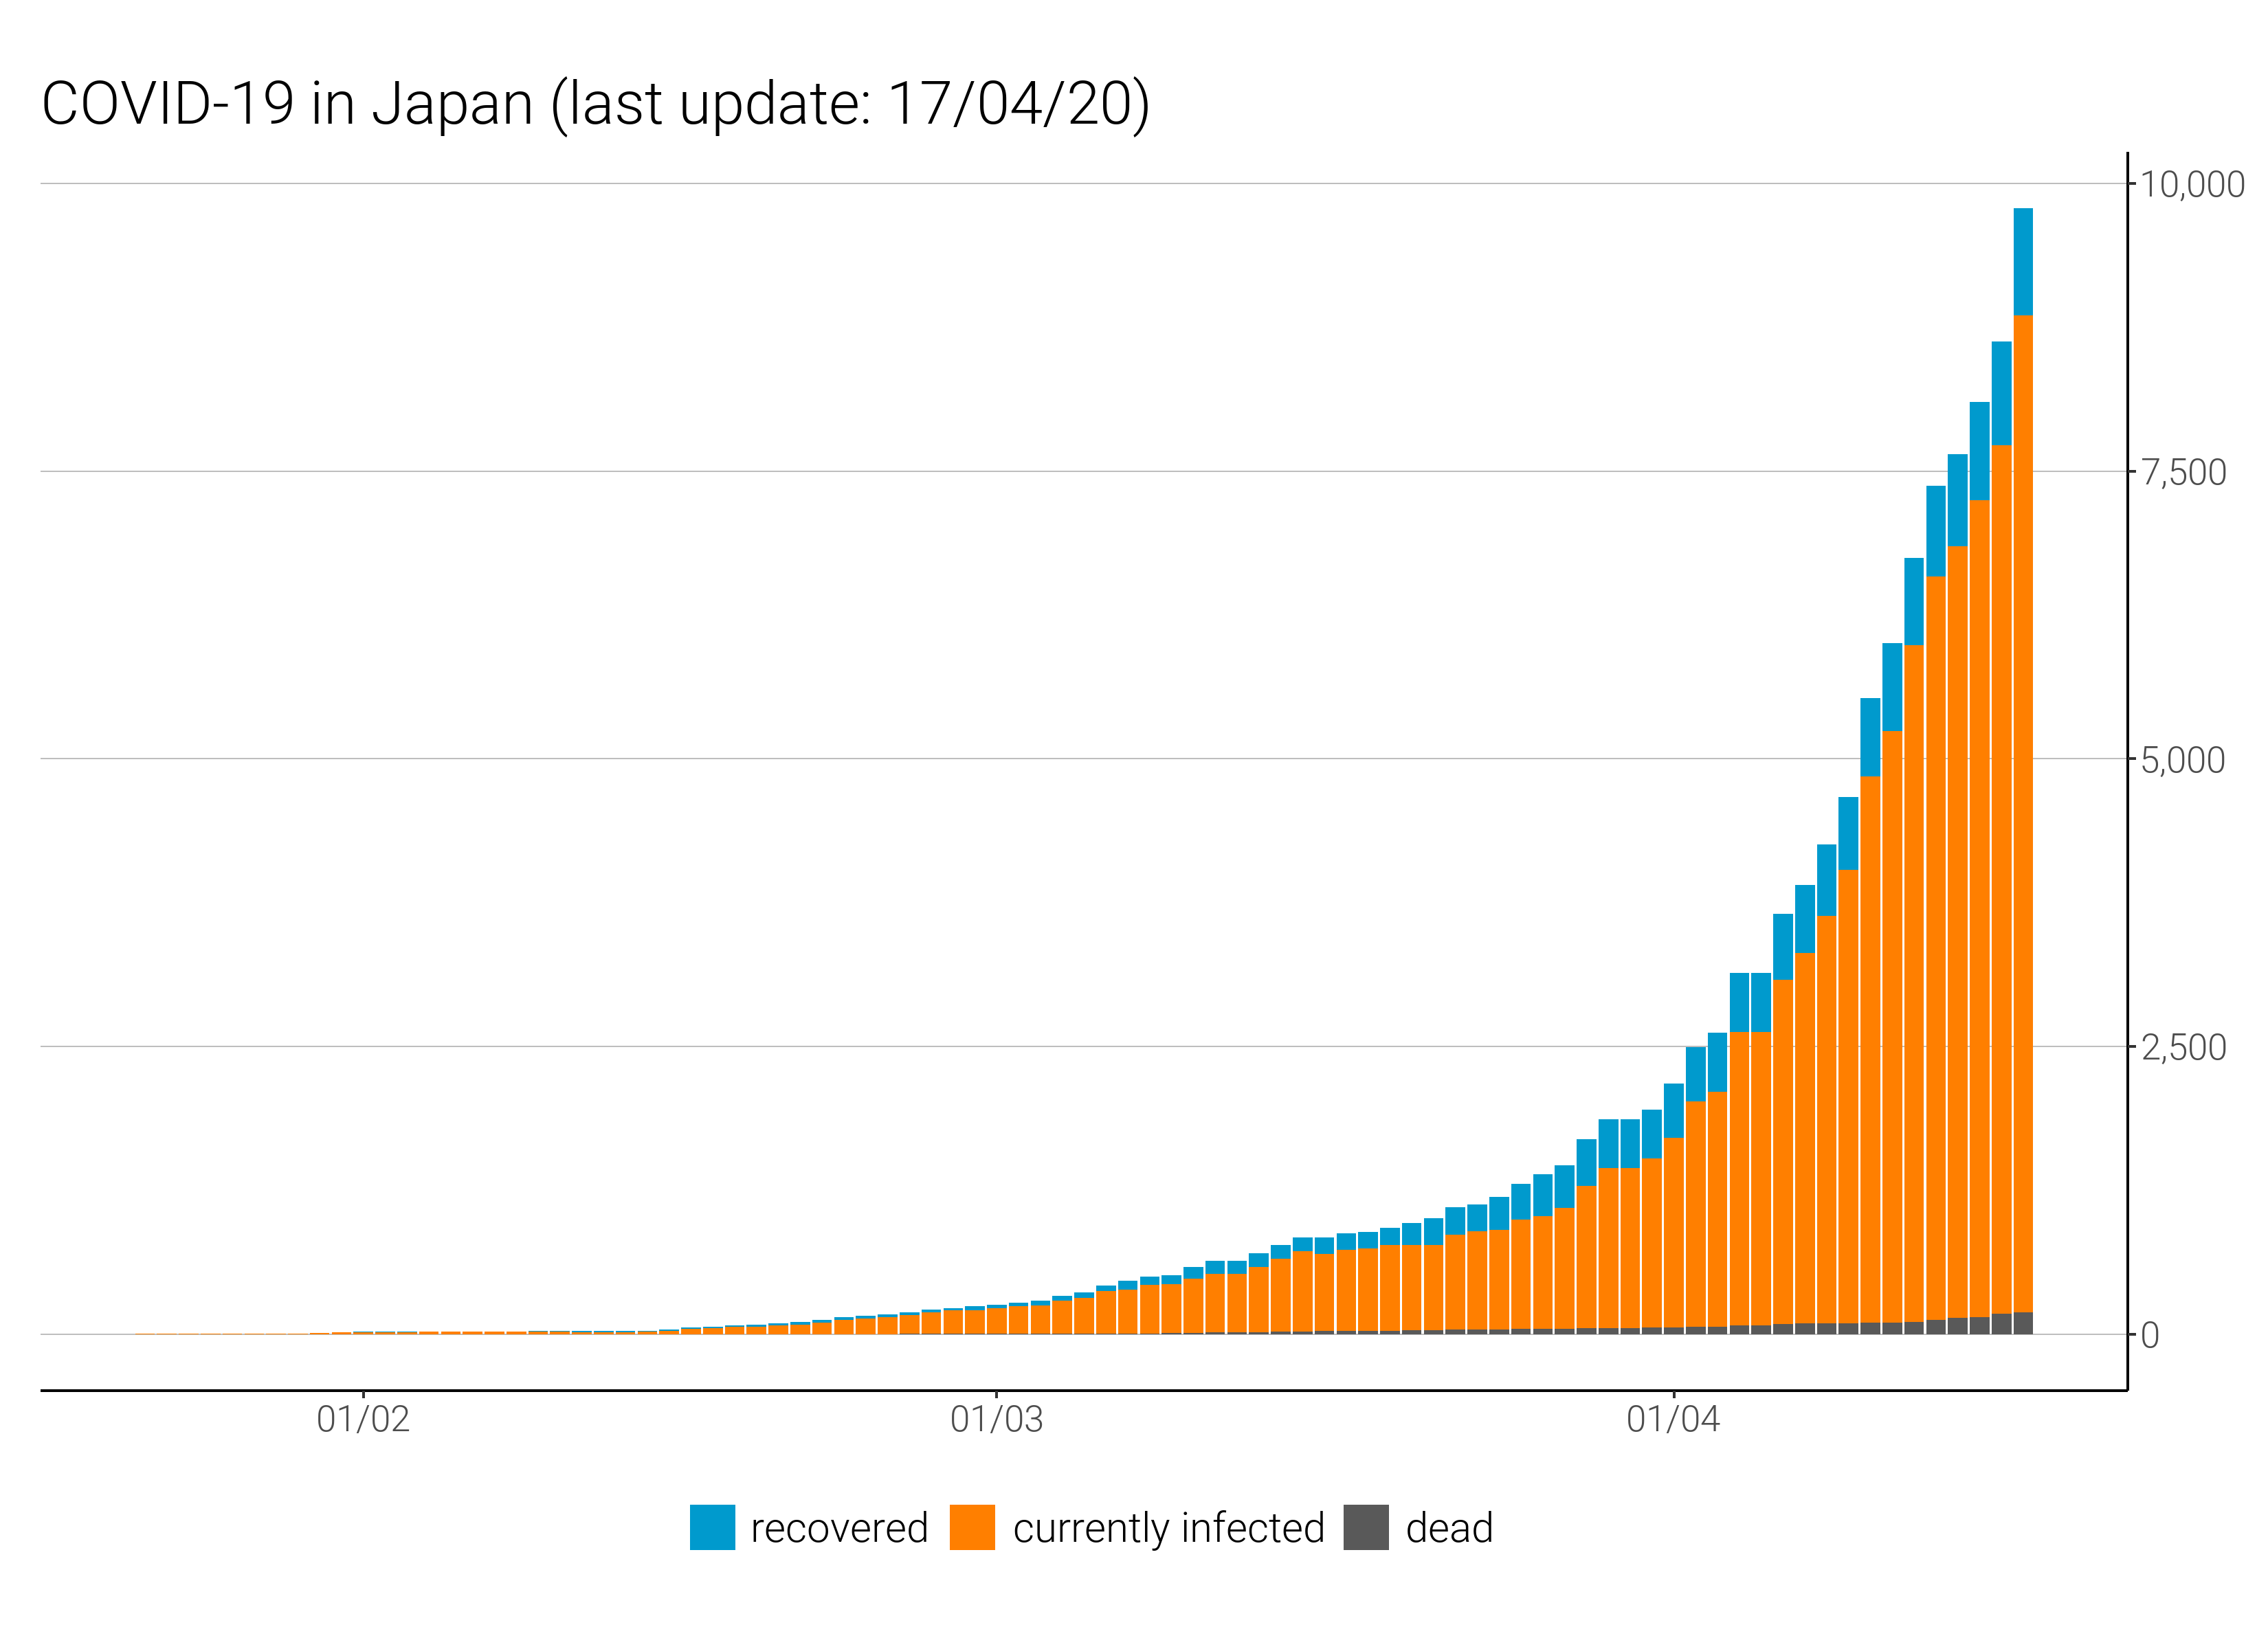 COVID-19 in Japan (last update: 17/04/20)
10,000
7,500
5,000
2,500
0
01/02 01/03 01/04
recovered currently infected dead